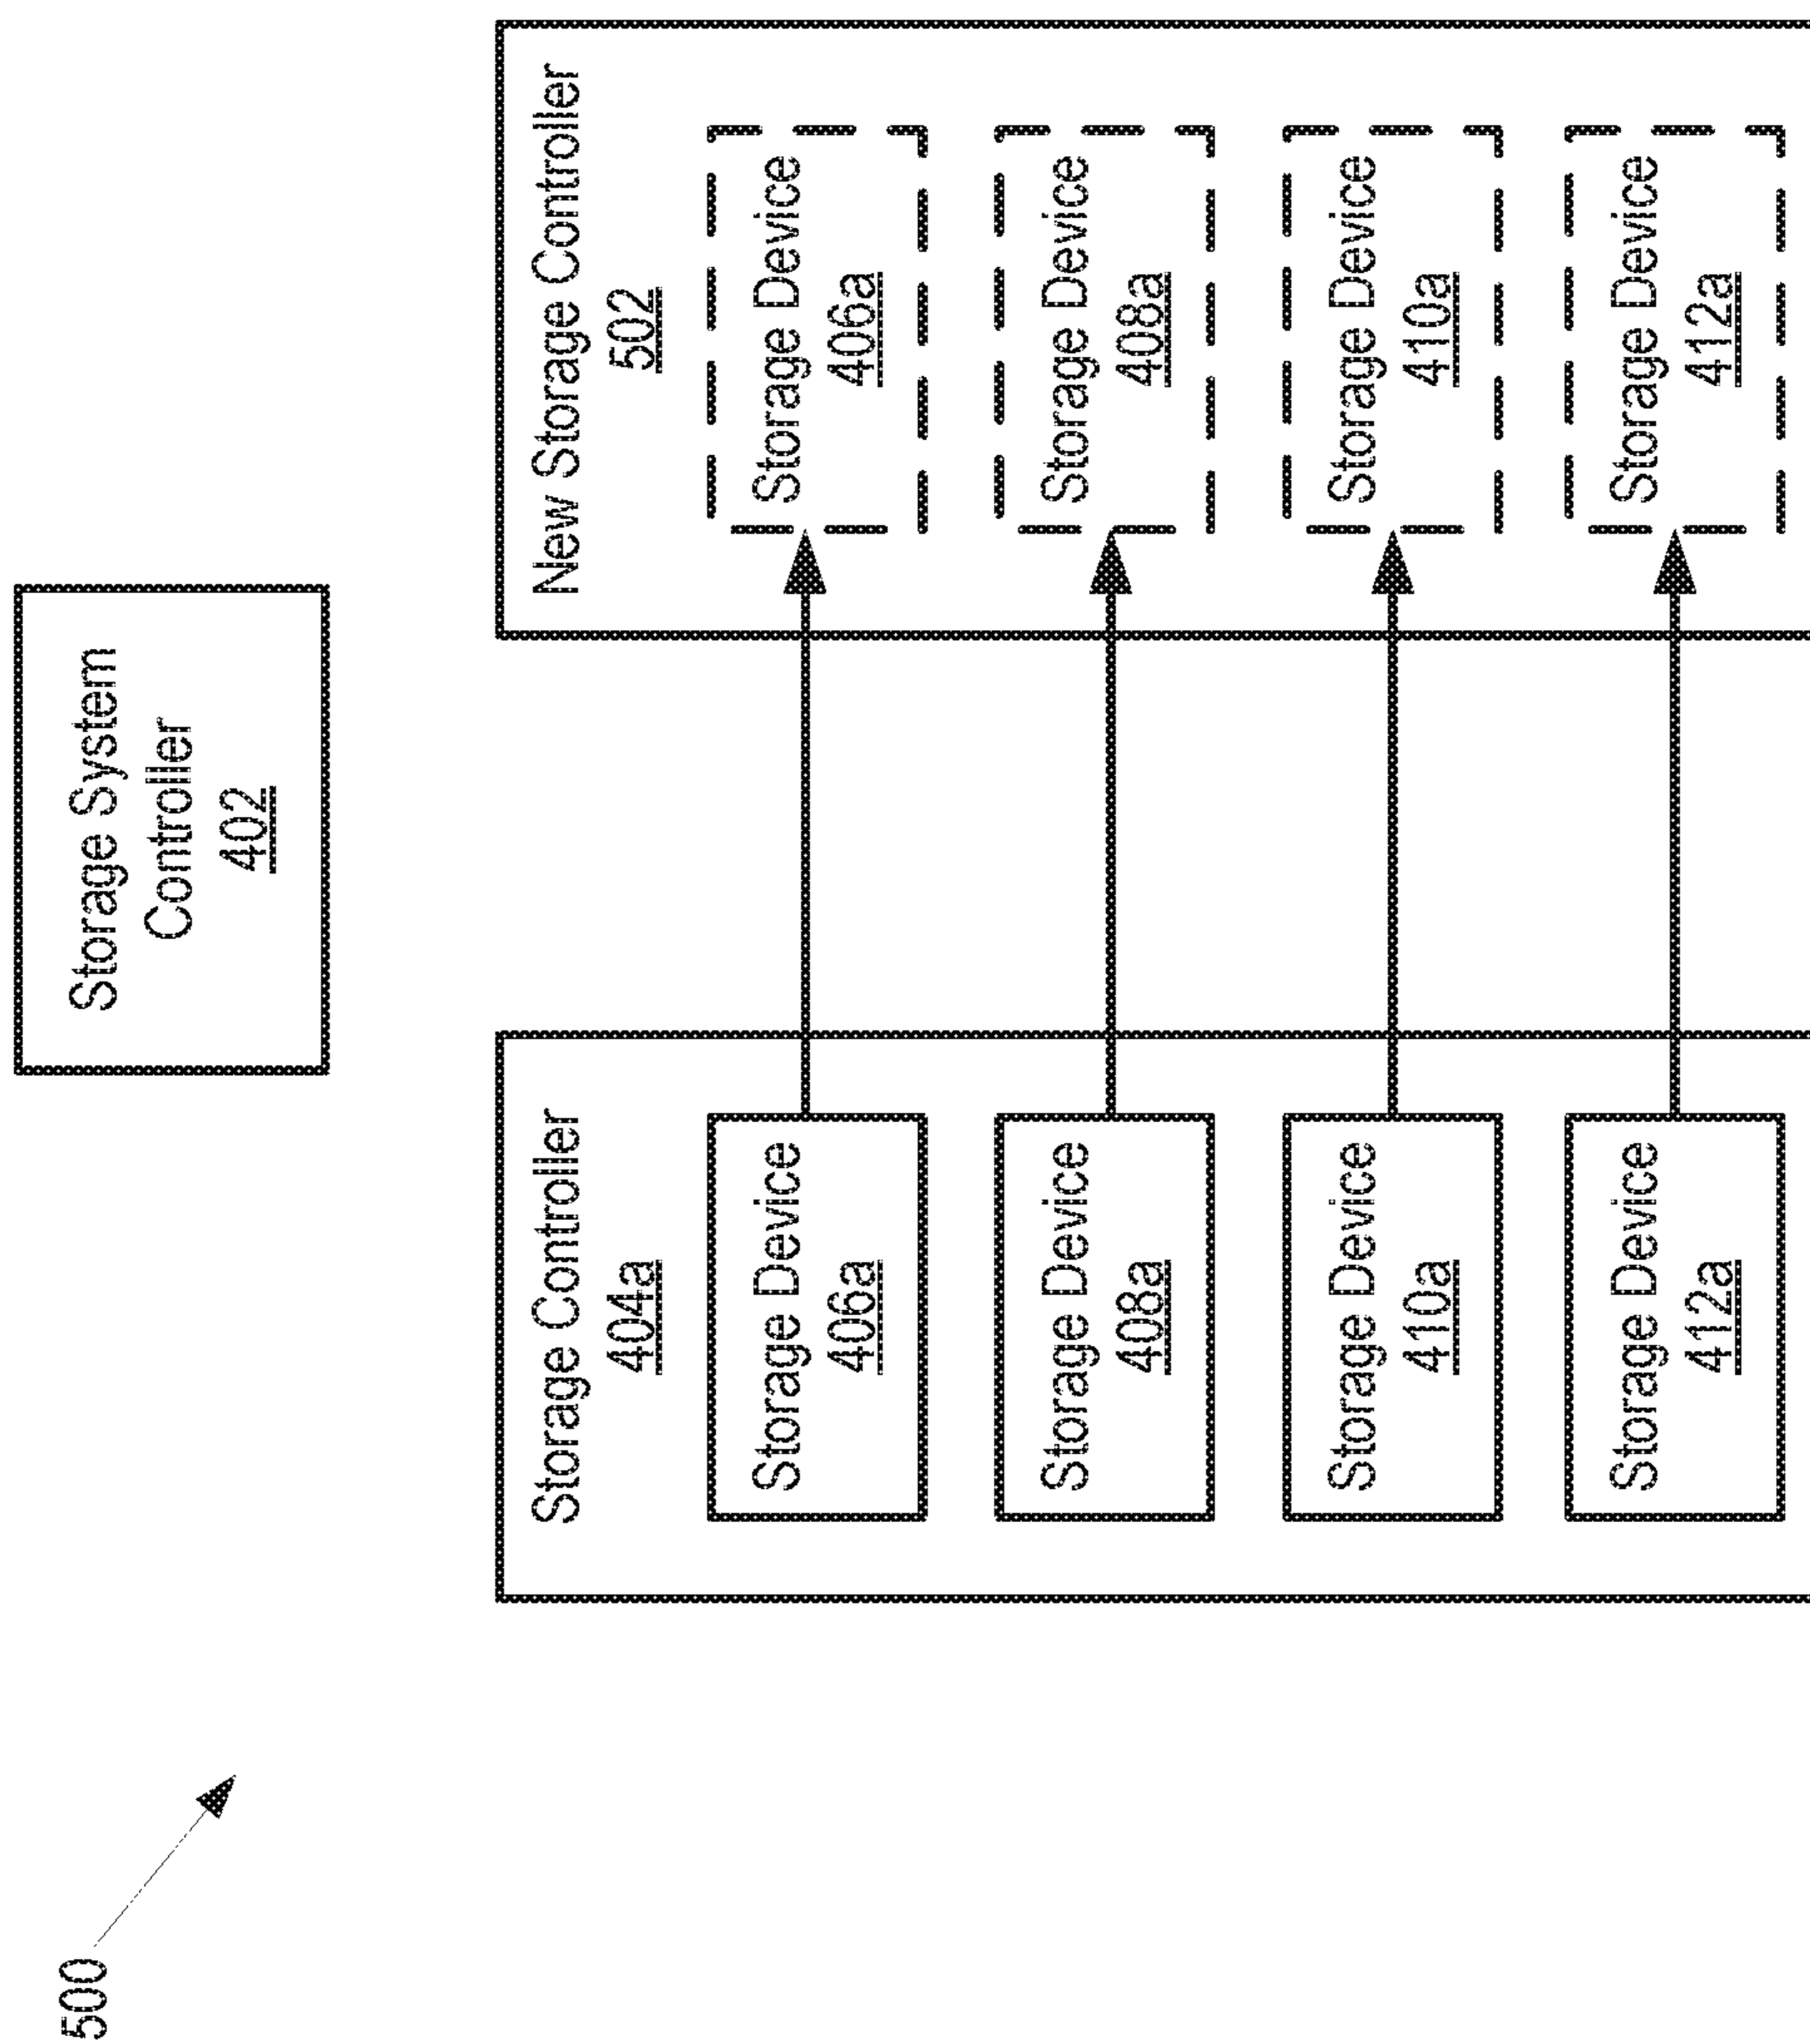 500
Storage System
Controller
402
Storage Controller
404a
Storage Device
406a
Storage Device
408a
Storage Device
410a
Storage Device
412a
New Storage Controller
502
Storage Device
406a
Storage Device
408a
Storage Device
410a
Storage Device
412a